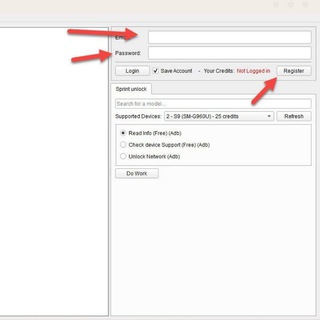 Password:
Login
Save Account - Your Credits: Not Logged in
Register
Sprint unlock
Search for a model...
Supported Devices: 2 - S9 (SM-G960U) - 25 credits
Refresh
Read Info (Free) (Adb)
Check device Support (Free) (Adb)
Unlock Network (Adb)
Do Work